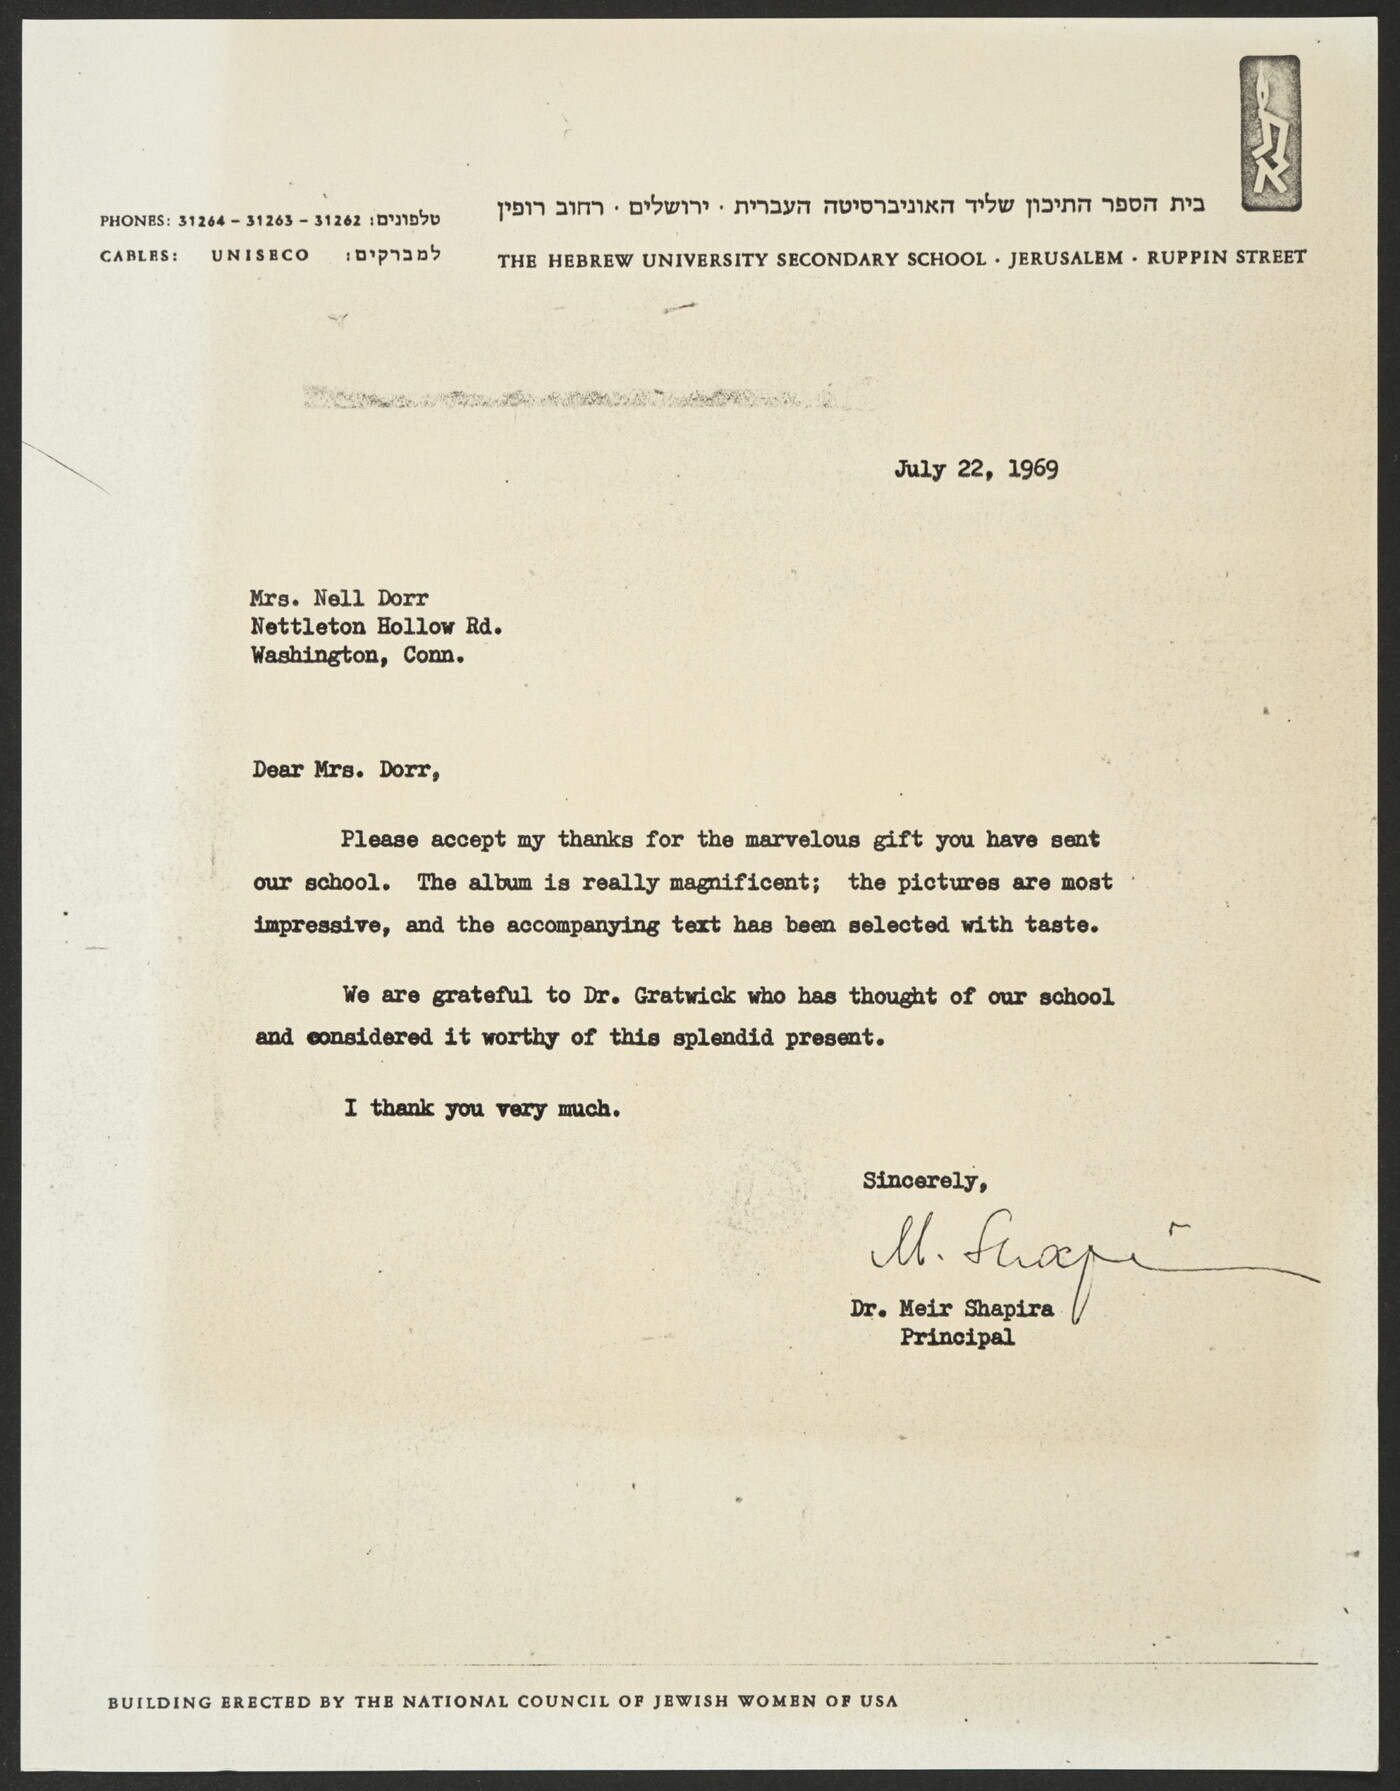 בית הספר התיכון שליד האוניברסיטה העברית · ירושלים · רחוב רופין
PHONES: 31264 – 31263 – 31262 :טלפונים
CABLES: UNISECO :למברקים
THE HEBREW UNIVERSITY SECONDARY SCHOOL · JERUSALEM · RUPPIN STREET
July 22, 1969
Mrs. Nell Dorr
Nettleton Hollow Rd.
Washington, Conn.
Dear Mrs. Dorr,
Please accept my thanks for the marvelous gift you have sent
our school. The album is really magnificent; the pictures are most
impressive, and the accompanying text has been selected with taste.
We are grateful to Dr. Gratwick who has thought of our school
and considered it worthy of this splendid present.
I thank you very much.
Sincerely,
M. Shapira
Dr. Meir Shapira
Principal
BUILDING ERECTED BY THE NATIONAL COUNCIL OF JEWISH WOMEN OF USA